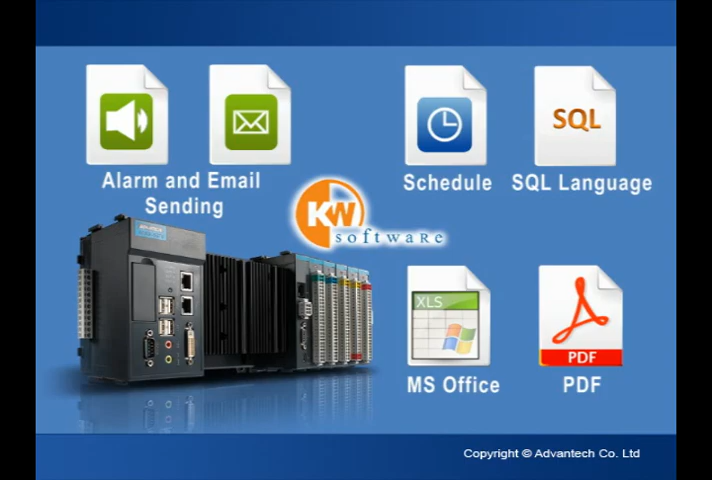 Alarm and Email
Sending
Schedule
SQL
SQL Language
KW
software
XLS
MS Office
PDF
PDF
Copyright © Advantech Co. Ltd